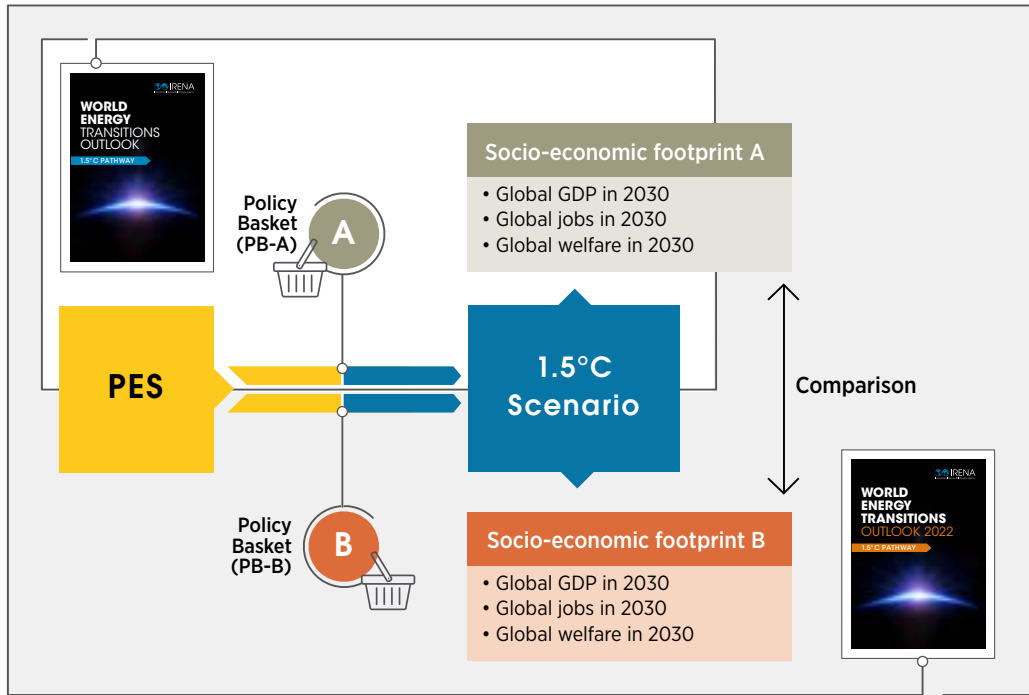 IRENA
WORLD
ENERGY
TRANSITIONS
OUTLOOK
1.5°C PATHWAY
Policy
Basket
(PB-A)
A
Socio-economic footprint A
• Global GDP in 2030
• Global jobs in 2030
• Global welfare in 2030
PES
1.5°C
Scenario
Comparison
Policy
Basket
(PB-B)
B
Socio-economic footprint B
• Global GDP in 2030
• Global jobs in 2030
• Global welfare in 2030
IRENA
WORLD
ENERGY
TRANSITIONS
OUTLOOK 2022
1.5°C PATHWAY